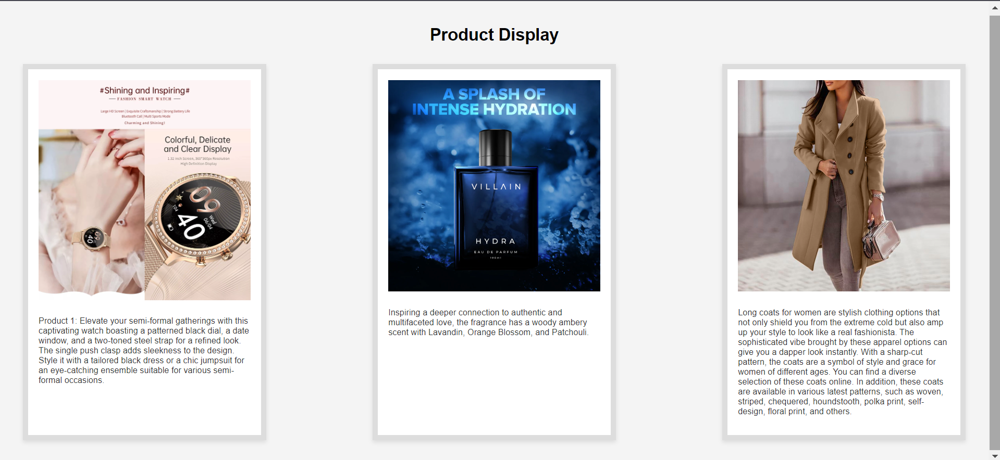 Product Display
#Shining and Inspiring#
FASHION SMART WATCH
Large HD Screen | Exquisite Craftsmanship | Strong Battery Life
Bluetooth Call | Multi Sports Mode
Charming and Shining!
Colorful, Delicate
and Clear Display
1.32 inch Screen, 360*360px Resolution
High Definition Display
09
40
104
Wed
06/04
09
40
Product 1: Elevate your semi-formal gatherings with this
captivating watch boasting a patterned black dial, a date
window, and a two-toned steel strap for a refined look.
The single push clasp adds sleekness to the design.
Style it with a tailored black dress or a chic jumpsuit for
an eye-catching ensemble suitable for various semi-
formal occasions.
A SPLASH OF
INTENSE HYDRATION
VILLAIN
HYDRA
EAU DE PARFUM
100ml
Inspiring a deeper connection to authentic and
multifaceted love, the fragrance has a woody ambery
scent with Lavandin, Orange Blossom, and Patchouli.
Long coats for women are stylish clothing options that
not only shield you from the extreme cold but also amp
up your style to look like a real fashionista. The
sophisticated vibe brought by these apparel options can
give you a dapper look instantly. With a sharp-cut
pattern, the coats are a symbol of style and grace for
women of different ages. You can find a diverse
selection of these coats online. In addition, these coats
are available in various latest patterns, such as woven,
striped, chequered, houndstooth, polka print, self-
design, floral print, and others.